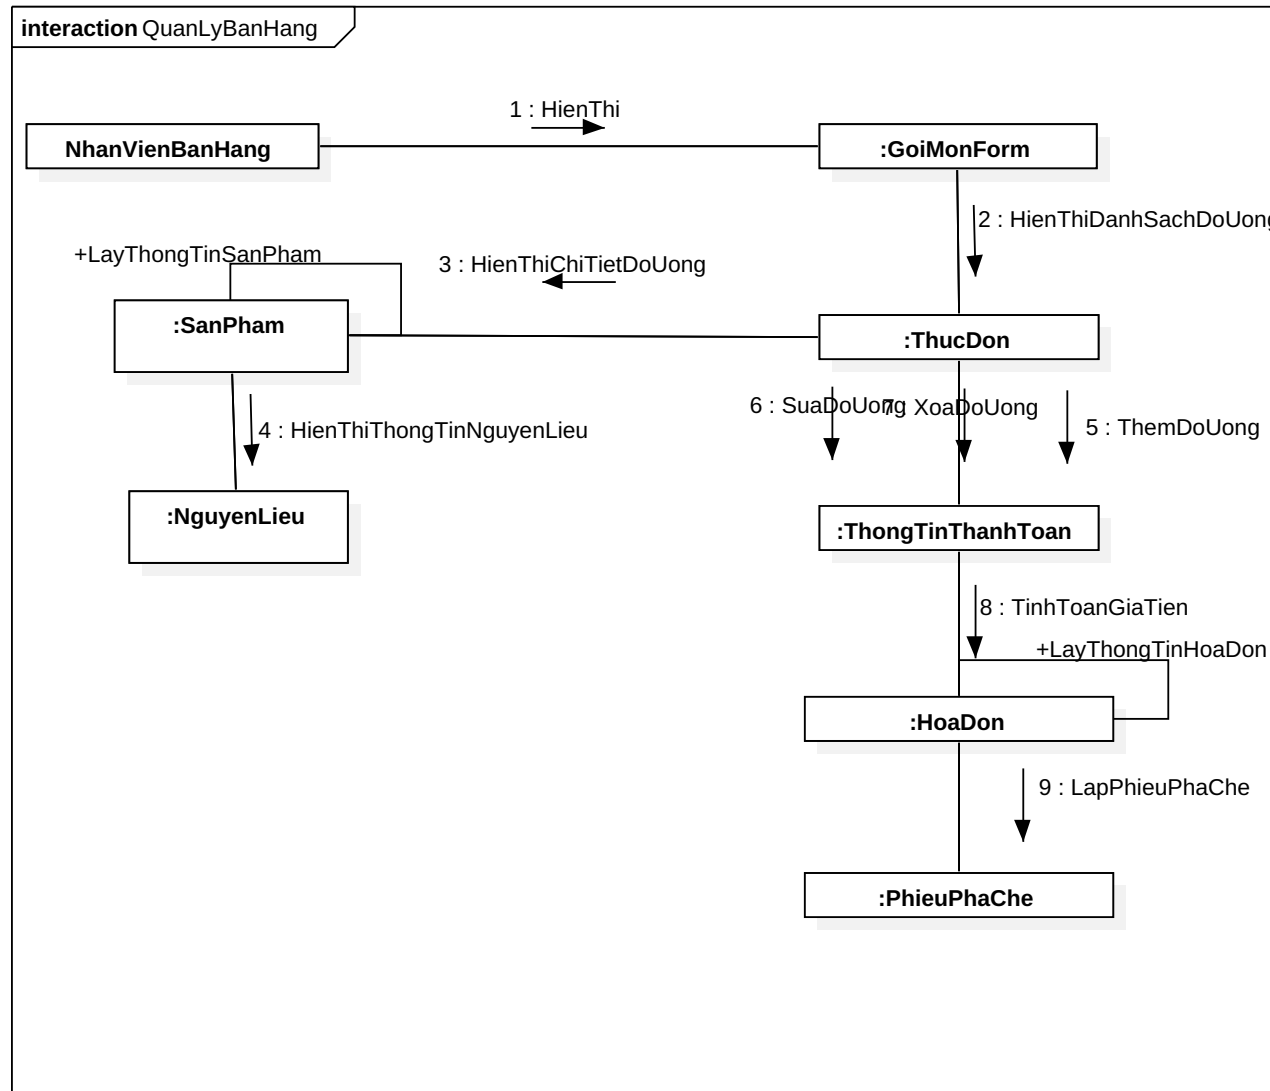 interaction QuanLyBanHang
1 : HienThi
NhanVienBanHang
:GoiMonForm
2 : HienThiDanhSachDoUong
+LayThongTinSanPham
3 : HienThiChiTietDoUong
:SanPham
:ThucDon
6 : SuaDoUong
7 : XoaDoUong
5 : ThemDoUong
4 : HienThiThongTinNguyenLieu
:NguyenLieu
:ThongTinThanhToan
8 : TinhToanGiaTien
+LayThongTinHoaDon
:HoaDon
9 : LapPhieuPhaChe
:PhieuPhaChe